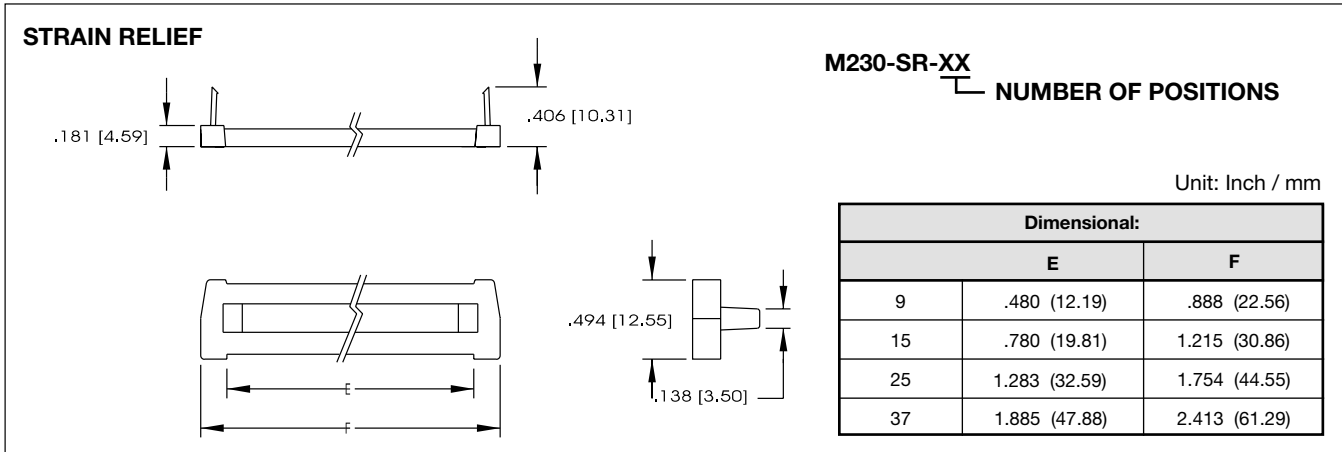 STRAIN RELIEF
.181 [4.59]
.406 [10.31]
M230-SR-XX
NUMBER OF POSITIONS
.494 [12.55]
.138 [3.50]
E
F
Unit: Inch / mm
Dimensional:
E F
9 .480 (12.19) .888 (22.56)
15 .780 (19.81) 1.215 (30.86)
25 1.283 (32.59) 1.754 (44.55)
37 1.885 (47.88) 2.413 (61.29)